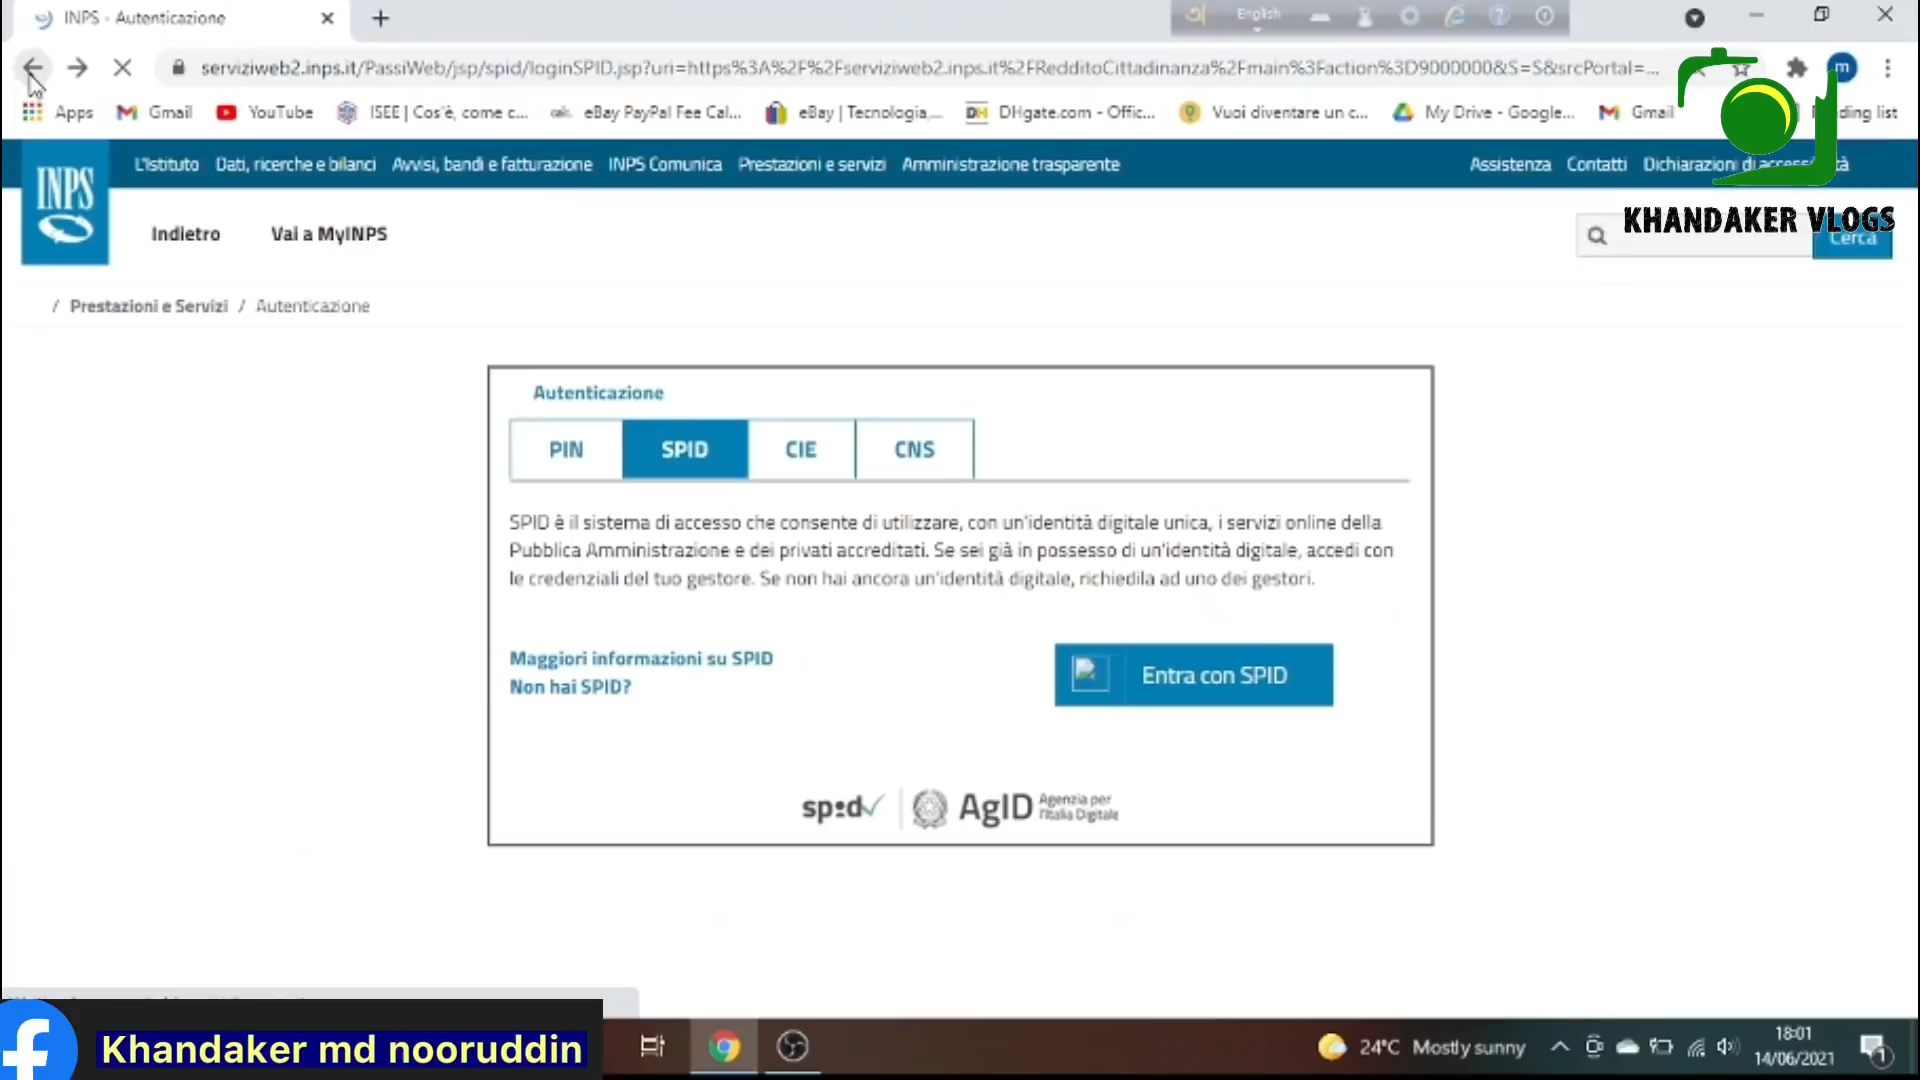 INPS - Autenticazione
English
serviziweb2.inps.it/PassiWeb/jsp/spid/loginSPID.jsp?uri=https%3A%2F%2Fserviziweb2.inps.it%2FRedditoCittadinanza%2Fmain%3Faction%3D9000000&S=S&srcPortal=...
m
Apps Gmail YouTube ISEE | Cos'è, come c... eBay PayPal Fee Cal... eBay | Tecnologia,... DHgate.com - Offic... Vuoi diventare un c... My Drive - Google... Gmail ding list
INPS
L'Istituto Dati, ricerche e bilanci Avvisi, bandi e fatturazione INPS Comunica Prestazioni e servizi Amministrazione trasparente Assistenza Contatti Dichiarazioni di
KHANDAKER VLOGS
Indietro Vai a MyINPS Cerca
/ Prestazioni e Servizi / Autenticazione
Autenticazione
PIN SPID CIE CNS
SPID è il sistema di accesso che consente di utilizzare, con un'identità digitale unica, i servizi online della
Pubblica Amministrazione e dei privati accreditati. Se sei già in possesso di un'identità digitale, accedi con
le credenziali del tuo gestore. Se non hai ancora un'identità digitale, richiedila ad uno dei gestori.
Maggiori informazioni su SPID
Non hai SPID?
Entra con SPID
spid AgID Agenzia per
l'Italia Digitale
Khandaker md nooruddin
24°C Mostly sunny
18:01
14/06/2021
1